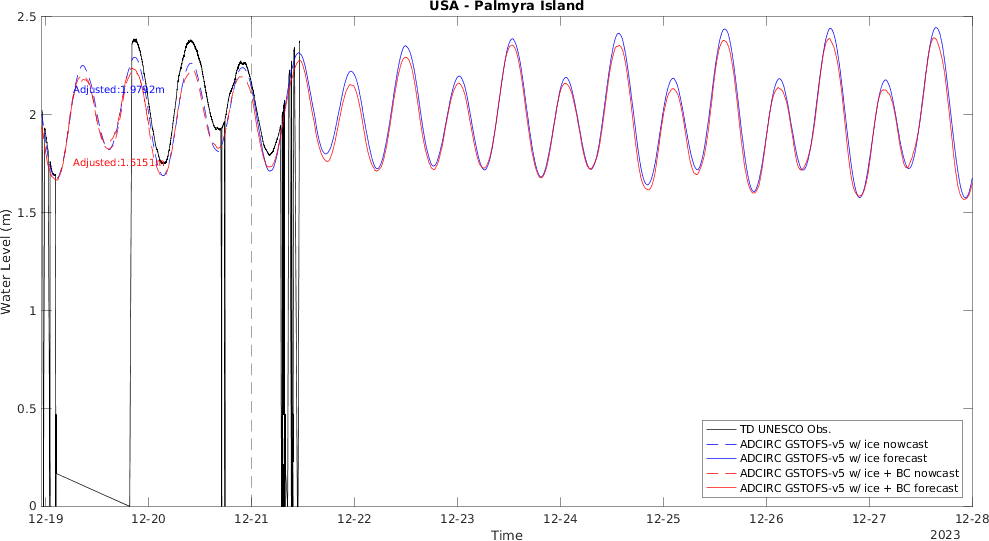 USA - Palmyra Island
2.5
2
1.5
1
0.5
0
Water Level (m)
Adjusted:1.9792m
12-19
12-20
12-21
12-22
12-23
12-24
12-25
12-26
12-27
12-28
Time
2023
TD UNESCO Obs.
ADCIRC GSTOFS-v5 w/ ice nowcast
ADCIRC GSTOFS-v5 w/ ice forecast
ADCIRC GSTOFS-v5 w/ ice + BC nowcast
ADCIRC GSTOFS-v5 w/ ice + BC forecast